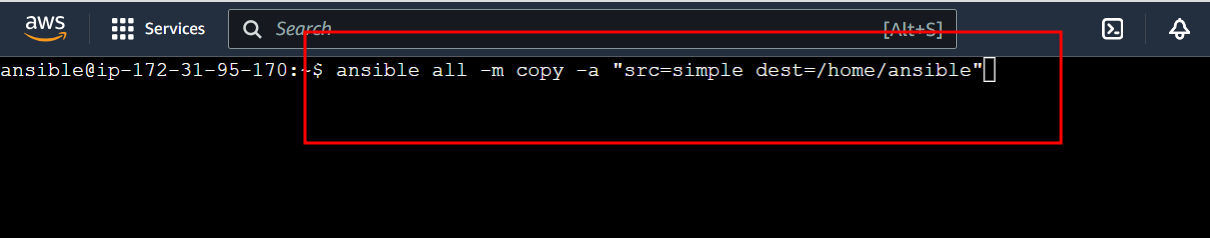 aws
Services
Search
[Alt+S]
ansible@ip-172-31-95-170:~$ ansible all -m copy -a "src=simple dest=/home/ansible"